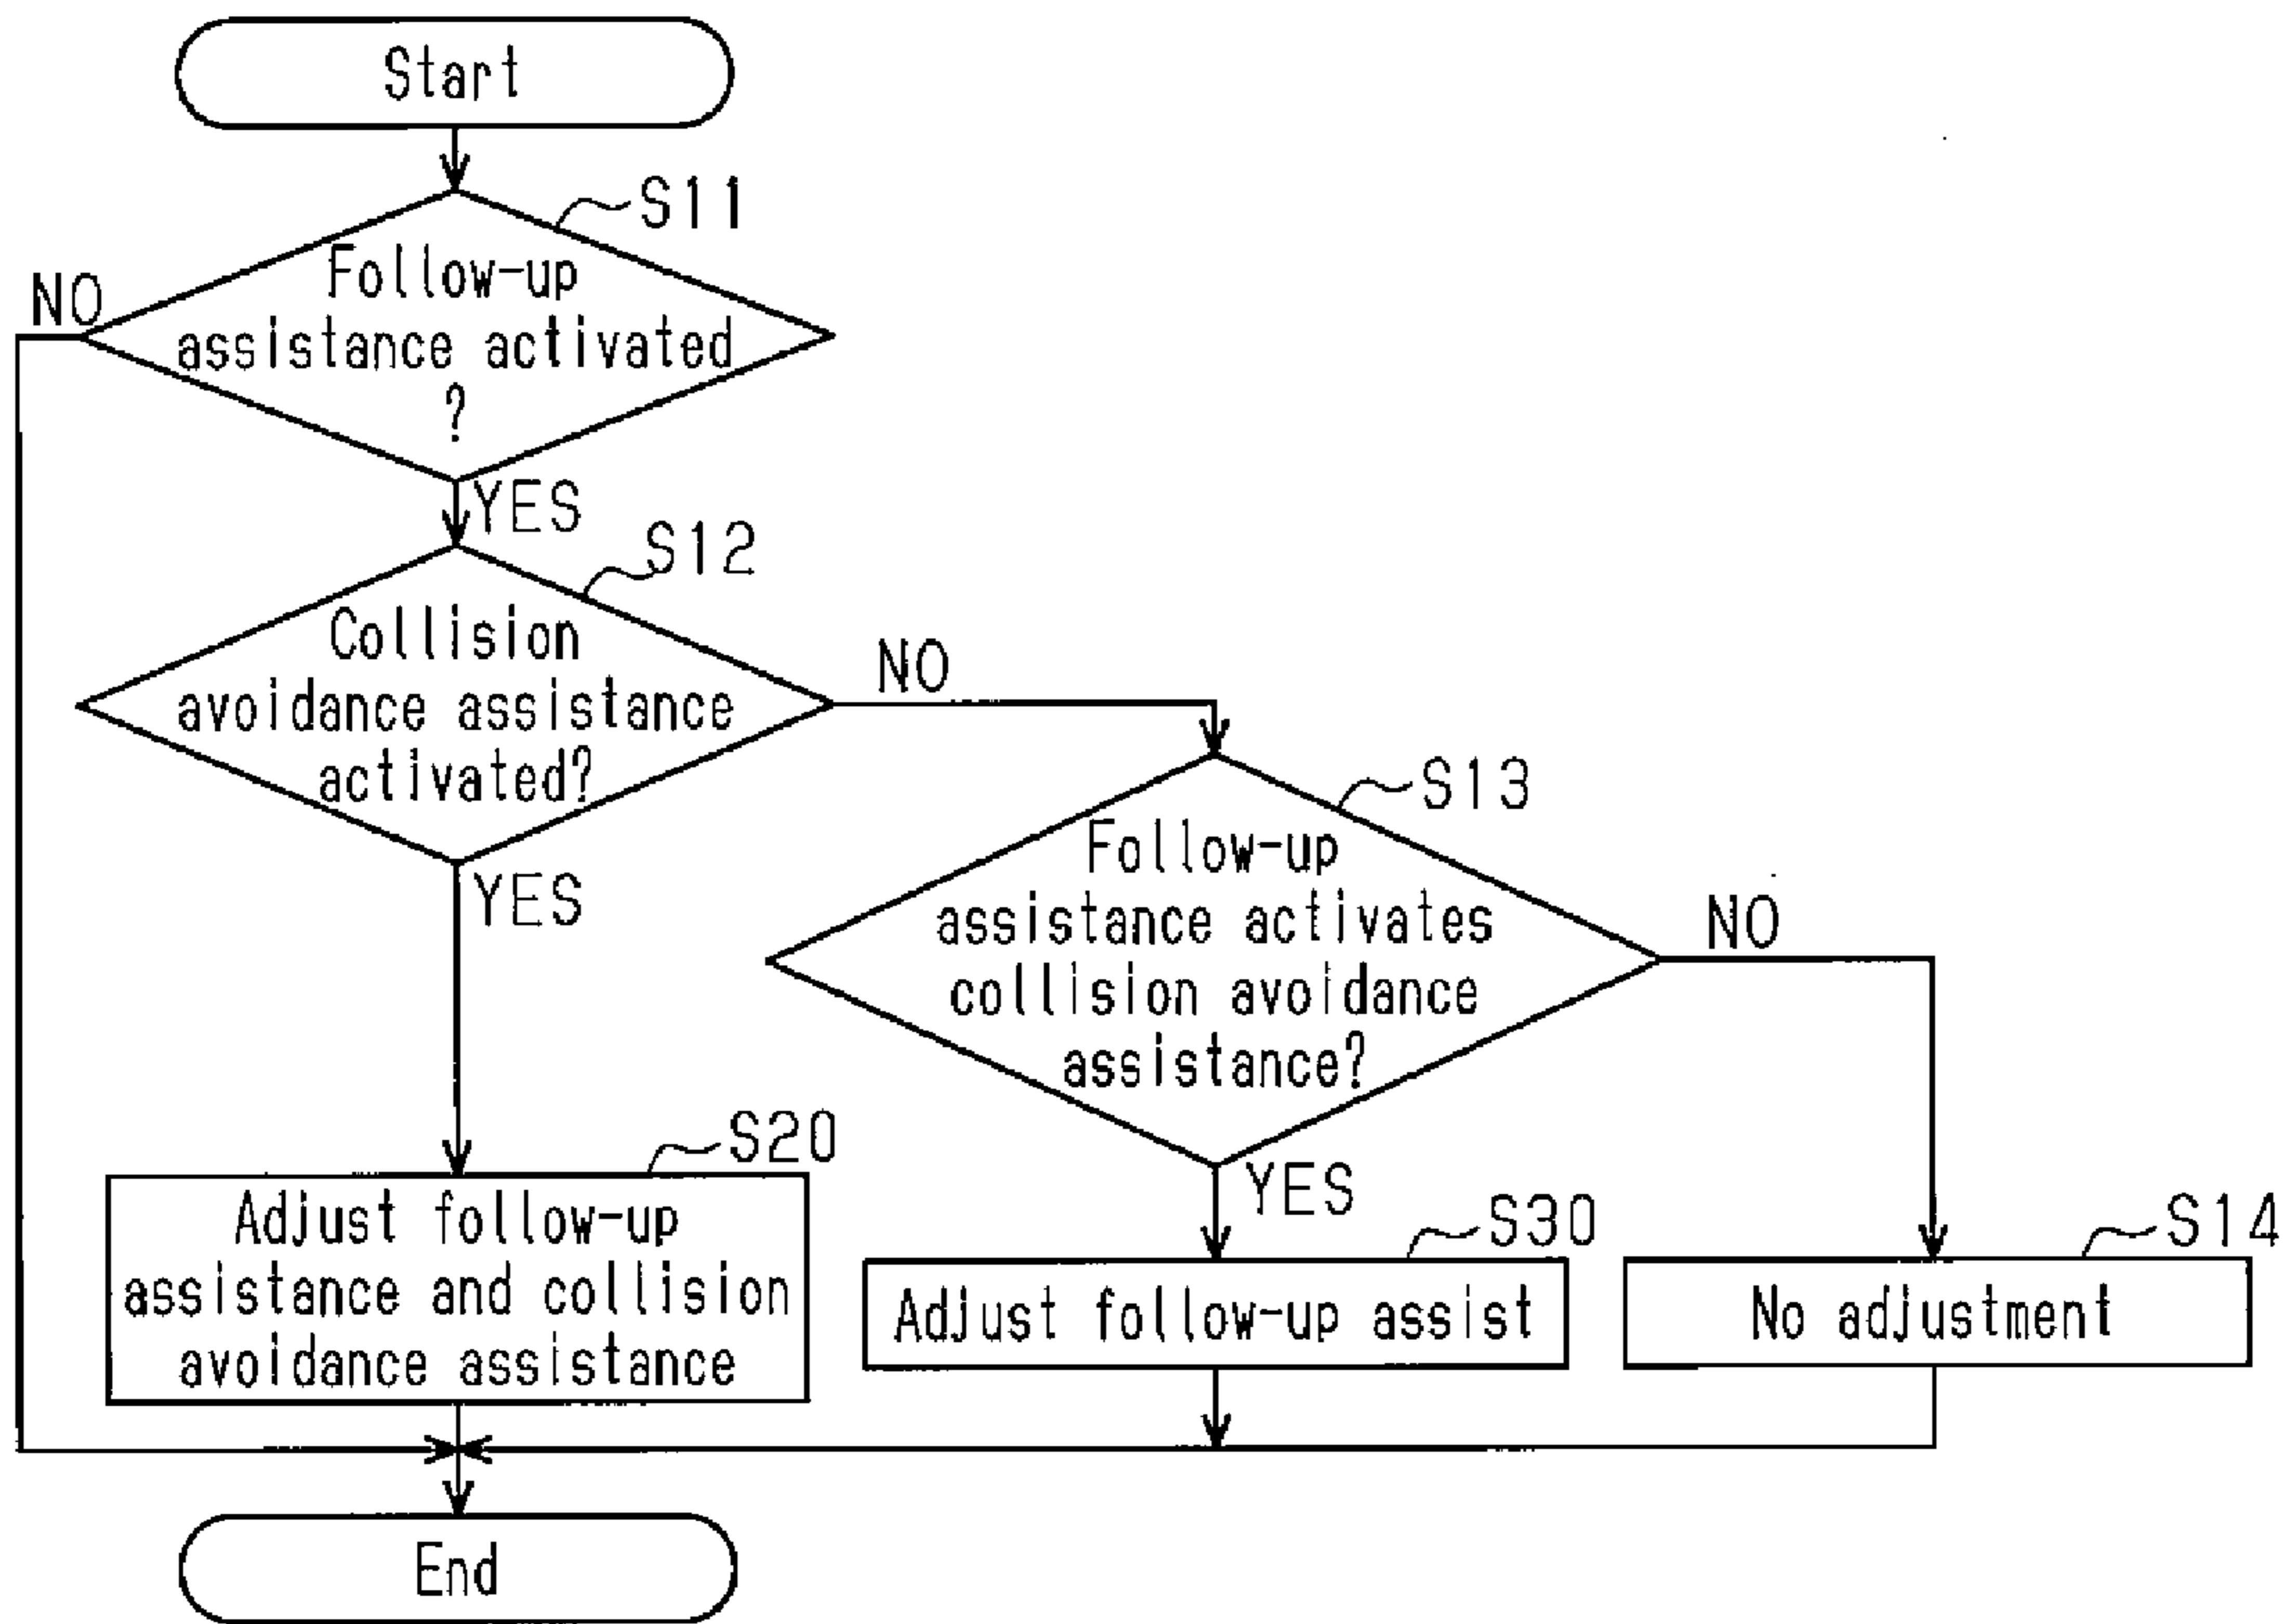 Start
S11
Follow-up
assistance activated
?
NO
YES
S12
Collision
avoidance assistance
activated?
NO
YES
S13
Follow-up
assistance activates
collision avoidance
assistance?
NO
YES
S20
Adjust follow-up
assistance and collision
avoidance assistance
S30
Adjust follow-up assist
S14
No adjustment
End